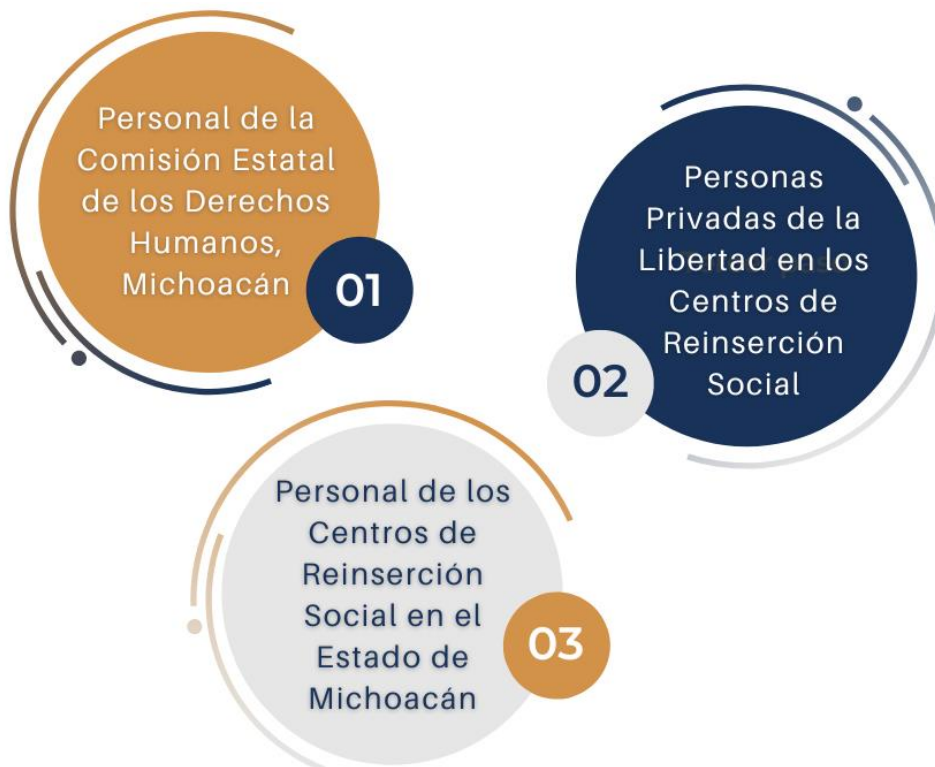 Personal de la
Comisión Estatal
de los Derechos
Humanos,
Michoacán
01
Personas
Privadas de la
Libertad en los
Centros de
Reinserción
Social
02
Personal de los
Centros de
Reinserción
Social en el
Estado de
Michoacán
03